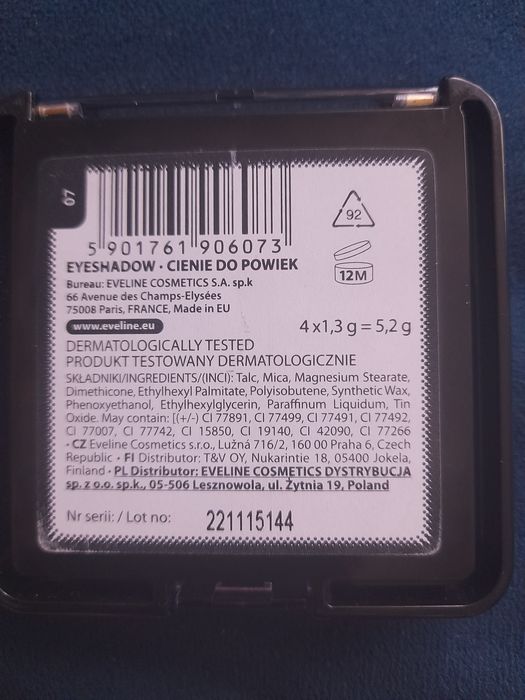 07
5 901761 906073
92
EYESHADOW · CIENIE DO POWIEK
12M
Bureau: EVELINE COSMETICS S.A. sp.k
66 Avenue des Champs-Elysées
75008 Paris, FRANCE, Made in EU
www.eveline.eu
4 x1,3 g = 5,2 g
DERMATOLOGICALLY TESTED
PRODUKT TESTOWANY DERMATOLOGICZNIE
SKŁADNIKI/INGREDIENTS/(INCI): Talc, Mica, Magnesium Stearate,
Dimethicone, Ethylhexyl Palmitate, Polyisobutene, Synthetic Wax,
Phenoxyethanol, Ethylhexylglycerin, Paraffinum Liquidum, Tin
Oxide. May contain: [(+/-) CI 77891, CI 77499, CI 77491, CI 77492,
CI 77007, CI 77742, CI 15850, CI 19140, CI 42090, CI 77266
· CZ Eveline Cosmetics s.r.o., Lužná 716/2, 160 00 Praha 6, Czech
Republic · FI Distributor: T&V OY, Nukarintie 18, 05400 Jokela,
Finland · PL Distributor: EVELINE COSMETICS DYSTRYBUCJA
sp. z o.o. sp.k., 05-506 Lesznowola, ul. Żytnia 19, Poland
Nr serii: / Lot no: 221115144